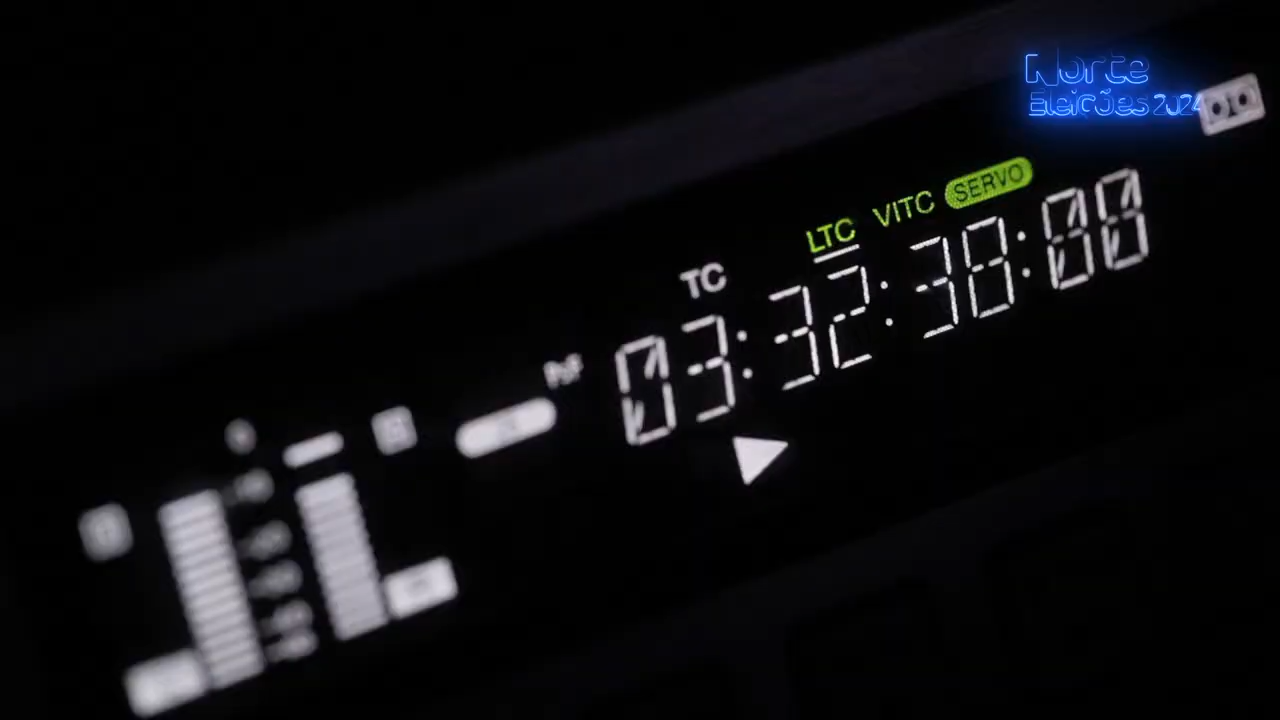 Norte
Eleições 2024
LTC VITC SERVO
TC
03:32:38:00